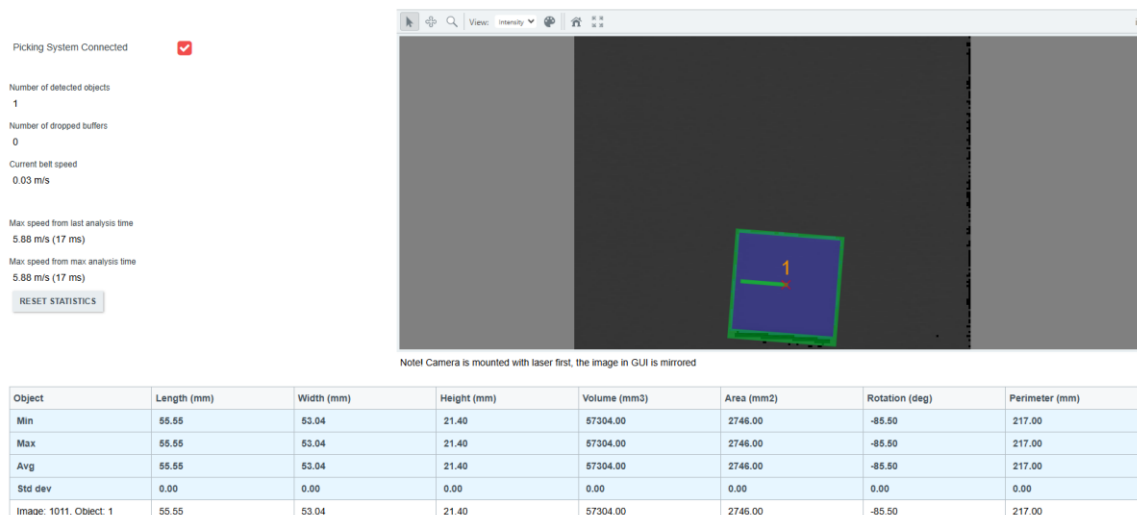 View: Intensity
Picking System Connected
Number of detected objects
1
Number of dropped buffers
0
Current belt speed
0.03 m/s
Max speed from last analysis time
5.88 m/s (17 ms)
Max speed from max analysis time
5.88 m/s (17 ms)
RESET STATISTICS
1
Note! Camera is mounted with laser first, the image in GUI is mirrored
Object Length (mm) Width (mm) Height (mm) Volume (mm3) Area (mm2) Rotation (deg) Perimeter (mm)
Min 55.55 53.04 21.40 57304.00 2746.00 -85.50 217.00
Max 55.55 53.04 21.40 57304.00 2746.00 -85.50 217.00
Avg 55.55 53.04 21.40 57304.00 2746.00 -85.50 217.00
Std dev 0.00 0.00 0.00 0.00 0.00 0.00 0.00
Image: 1011, Object: 1 55.55 53.04 21.40 57304.00 2746.00 -85.50 217.00